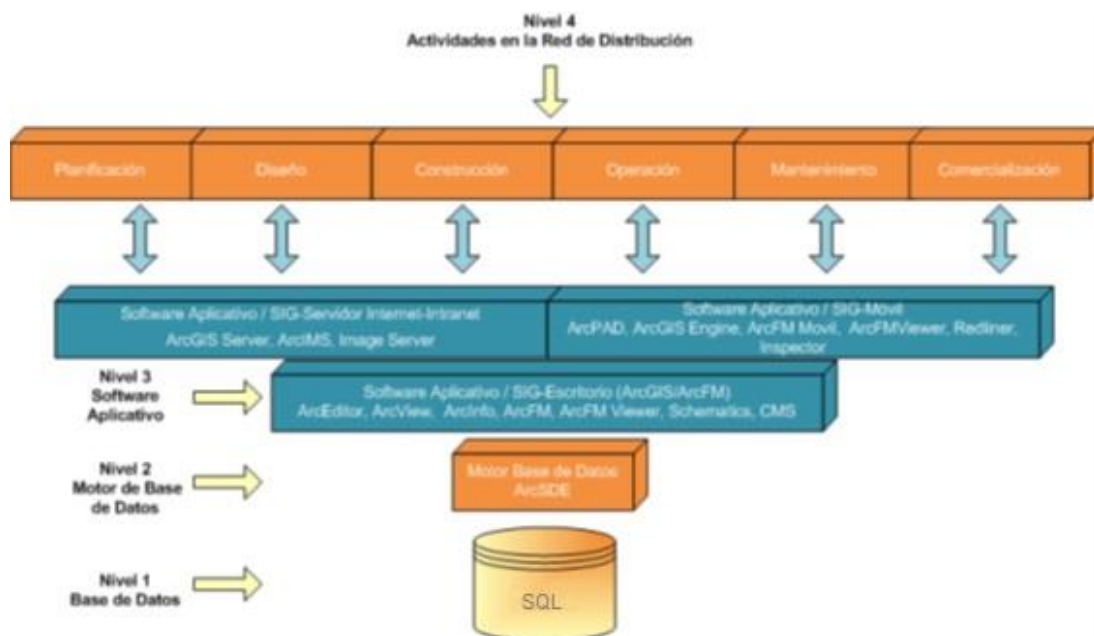 Nivel 4
Actividades en la Red de Distribución
Planificación
Diseño
Construcción
Operación
Mantenimiento
Comercialización
Software Aplicativo / SIG-Servidor Internet-Intranet
ArcGIS Server, ArcIMS, Image Server
Software Aplicativo / SIG-Móvil
ArcPAD, ArcGIS Engine, ArcFM Movil, ArcFMViewer, Redliner,
Inspector
Nivel 3
Software
Aplicativo
Software Aplicativo / SIG-Escritorio (ArcGIS/ArcFM)
ArcEditor, ArcView, ArcInfo, ArcFM, ArcFM Viewer, Schematics, CMS
Nivel 2
Motor de Base
de Datos
Motor Base de Datos
ArcSDE
Nivel 1
Base de Datos
SQL